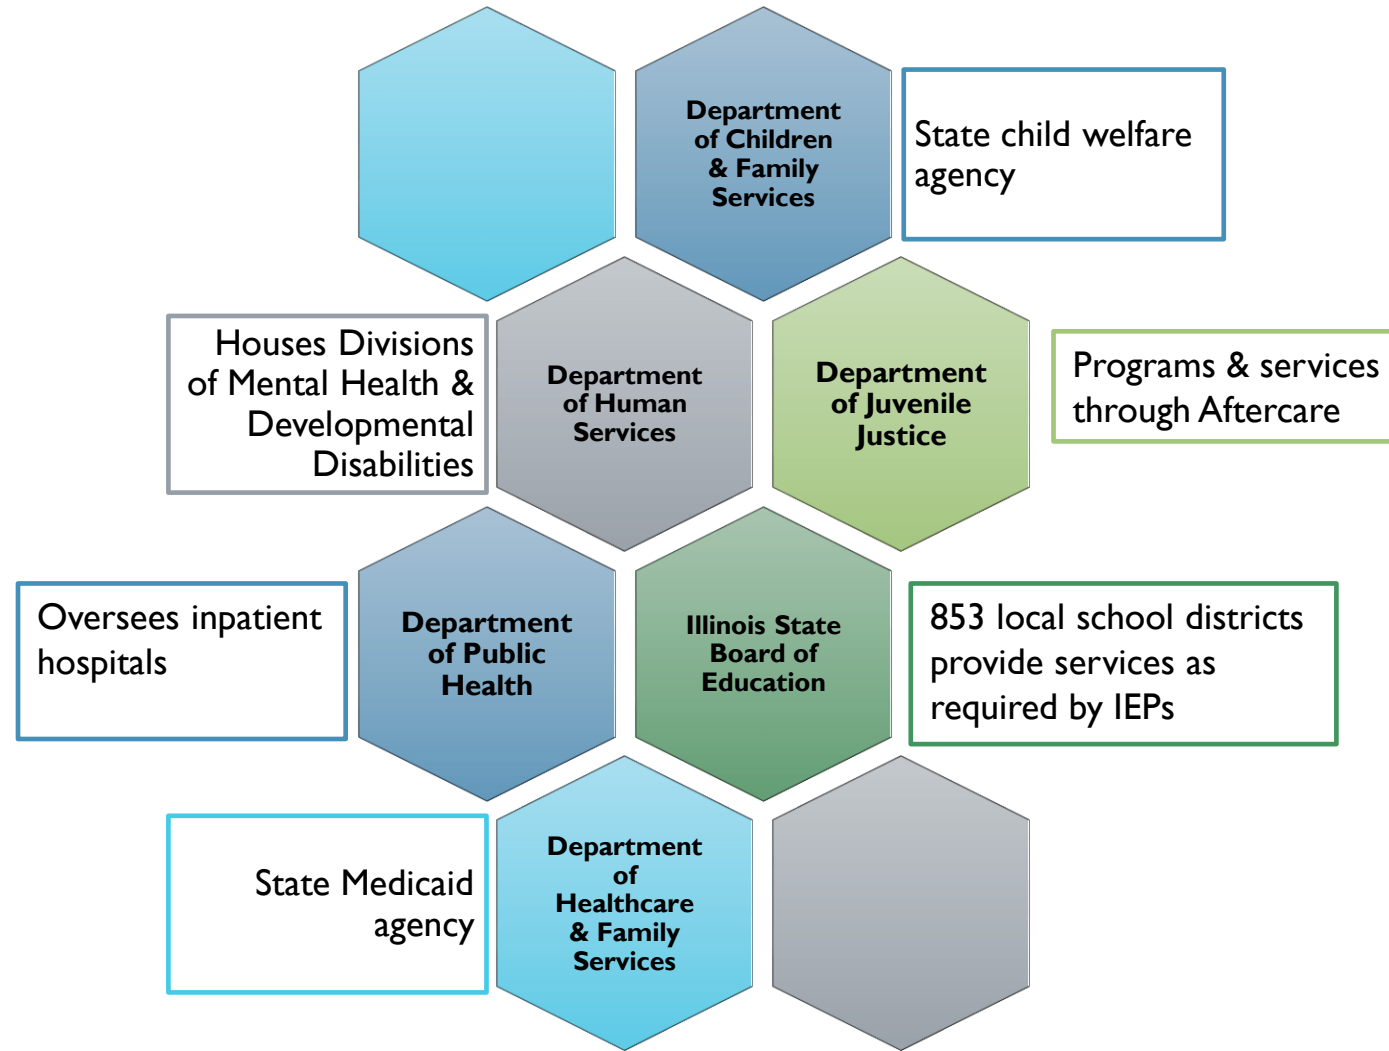 Department
of Children
& Family
Services
State child welfare
agency
Houses Divisions
of Mental Health &
Developmental
Disabilities
Department
of Human
Services
Department
of Juvenile
Justice
Programs & services
through Aftercare
Oversees inpatient
hospitals
Department
of Public
Health
Illinois State
Board of
Education
853 local school districts
provide services as
required by IEPs
State Medicaid
agency
Department
of
Healthcare
& Family
Services